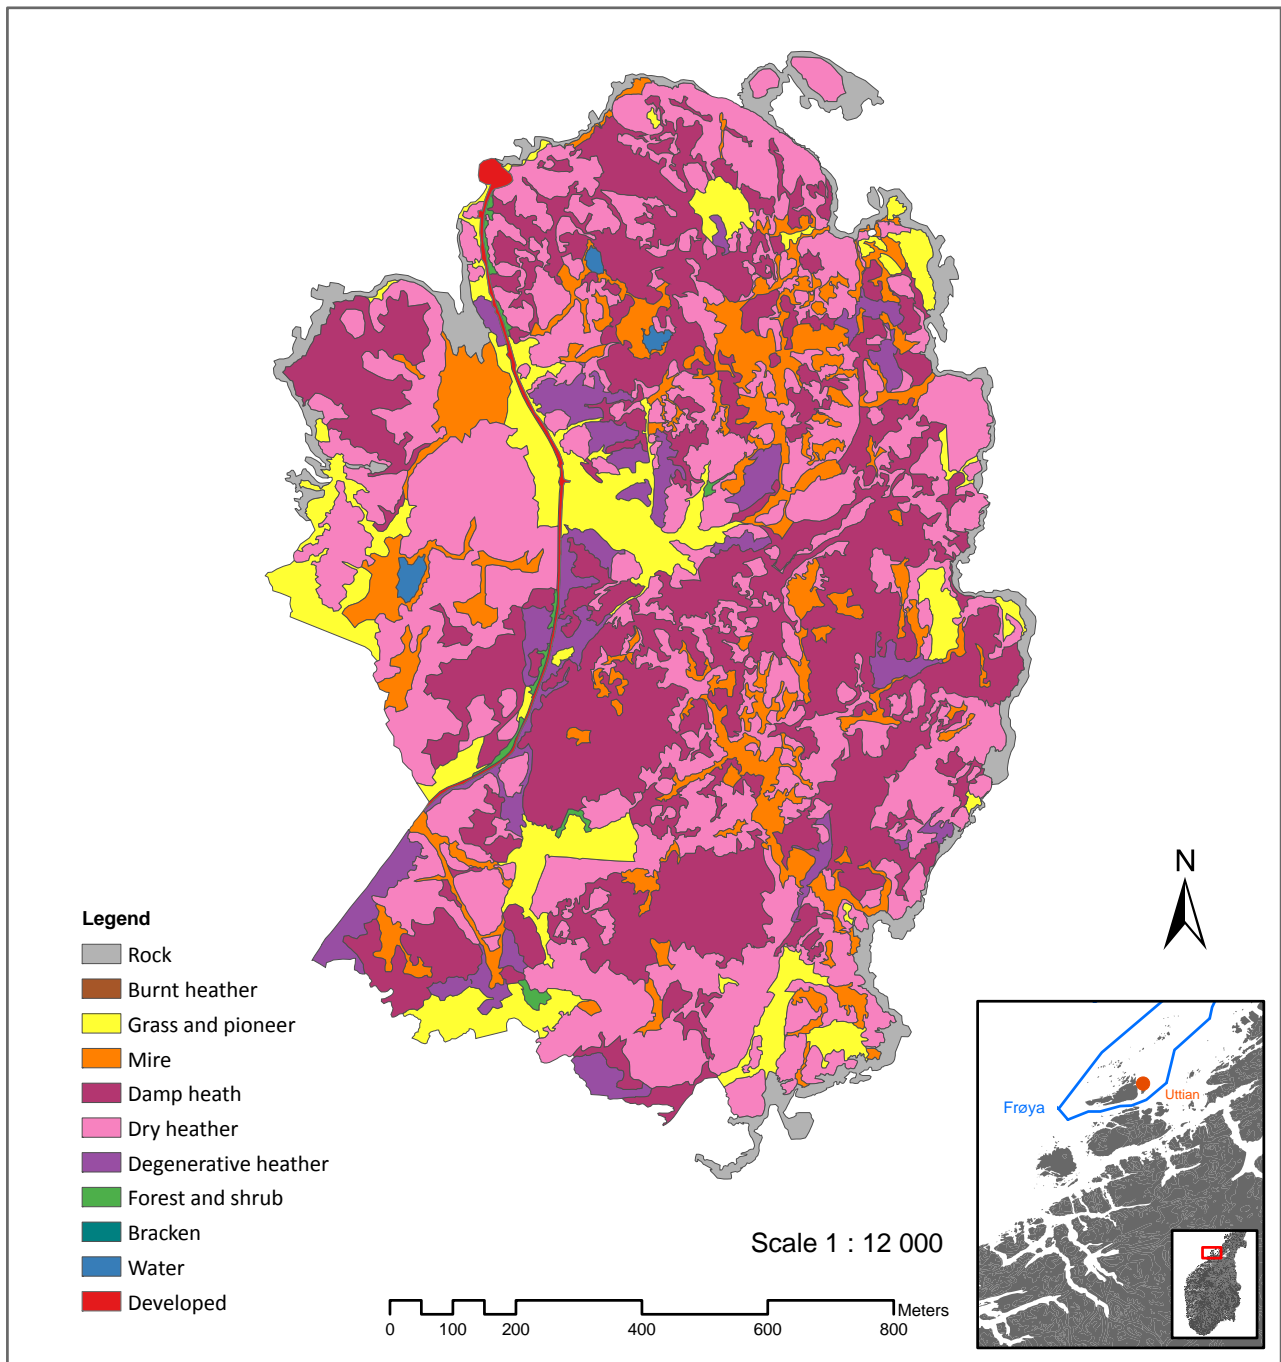 N
Legend
Rock
Burnt heather
Grass and pioneer
Mire
Damp heath
Dry heather
Degenerative heather
Forest and shrub
Bracken
Water
Developed
Scale 1 : 12 000
Meters
0 100 200 400 600 800
Frøya
Uttian